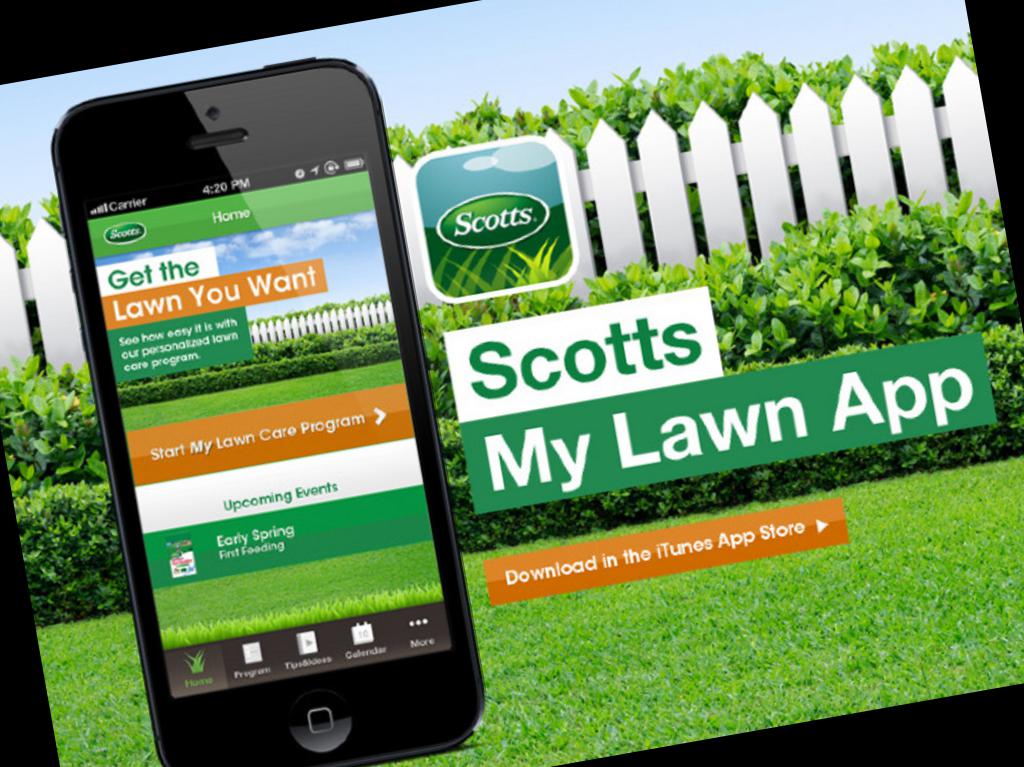 4:20 PM
Carrier
Home
Scotts
Get the
Lawn You Want
See how easy it is with
our personalized lawn
care program.
Start My Lawn Care Program
Upcoming Events
Early Spring
First Feeding
Home
Program
Tips&Ideas
Calendar
More
Scotts
Scotts
My Lawn App
Download in the iTunes App Store